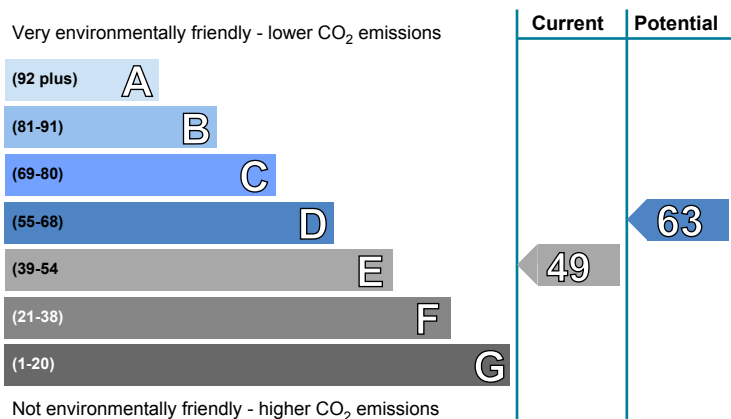 Current Potential
Very environmentally friendly - lower CO₂ emissions
(92 plus) A
(81-91) B
(69-80) C
(55-68) D
63
(39-54 E
49
(21-38) F
(1-20) G
Not environmentally friendly - higher CO₂ emissions